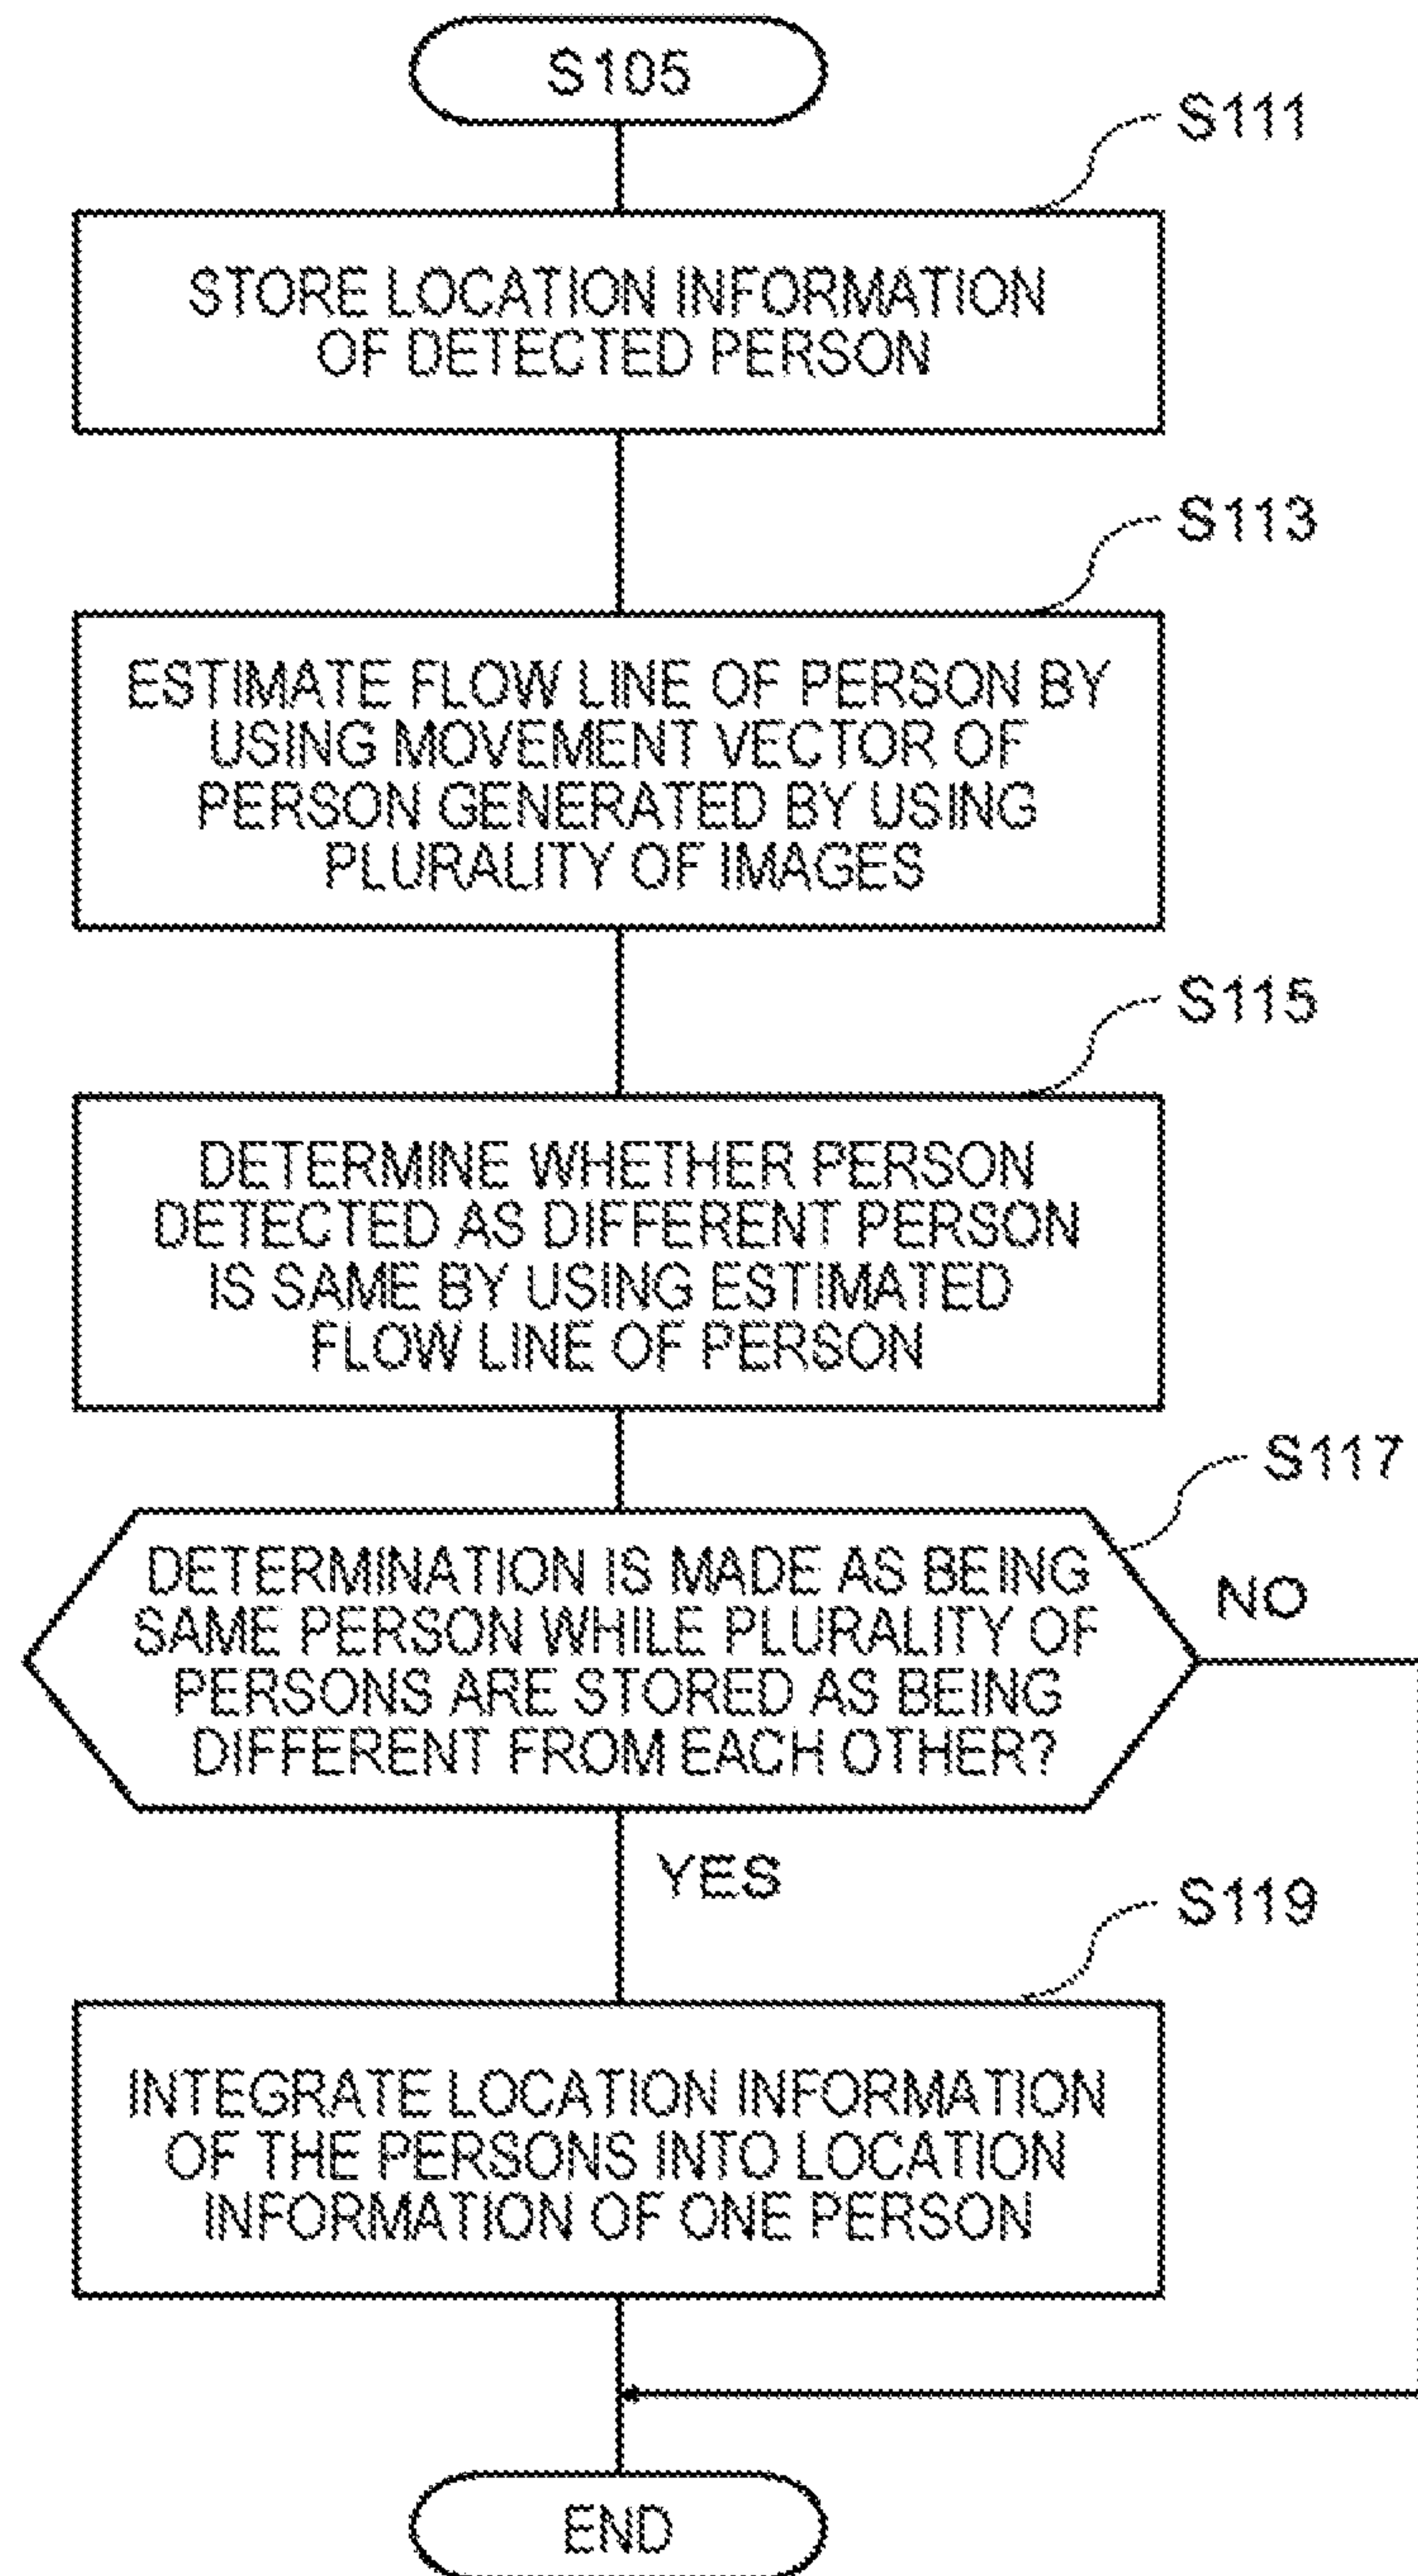 S105
S111
STORE LOCATION INFORMATION
OF DETECTED PERSON
S113
ESTIMATE FLOW LINE OF PERSON BY
USING MOVEMENT VECTOR OF
PERSON GENERATED BY USING
PLURALITY OF IMAGES
S115
DETERMINE WHETHER PERSON
DETECTED AS DIFFERENT PERSON
IS SAME BY USING ESTIMATED
FLOW LINE OF PERSON
S117
DETERMINATION IS MADE AS BEING
SAME PERSON WHILE PLURALITY OF
PERSONS ARE STORED AS BEING
DIFFERENT FROM EACH OTHER?
NO
YES
S119
INTEGRATE LOCATION INFORMATION
OF THE PERSONS INTO LOCATION
INFORMATION OF ONE PERSON
END